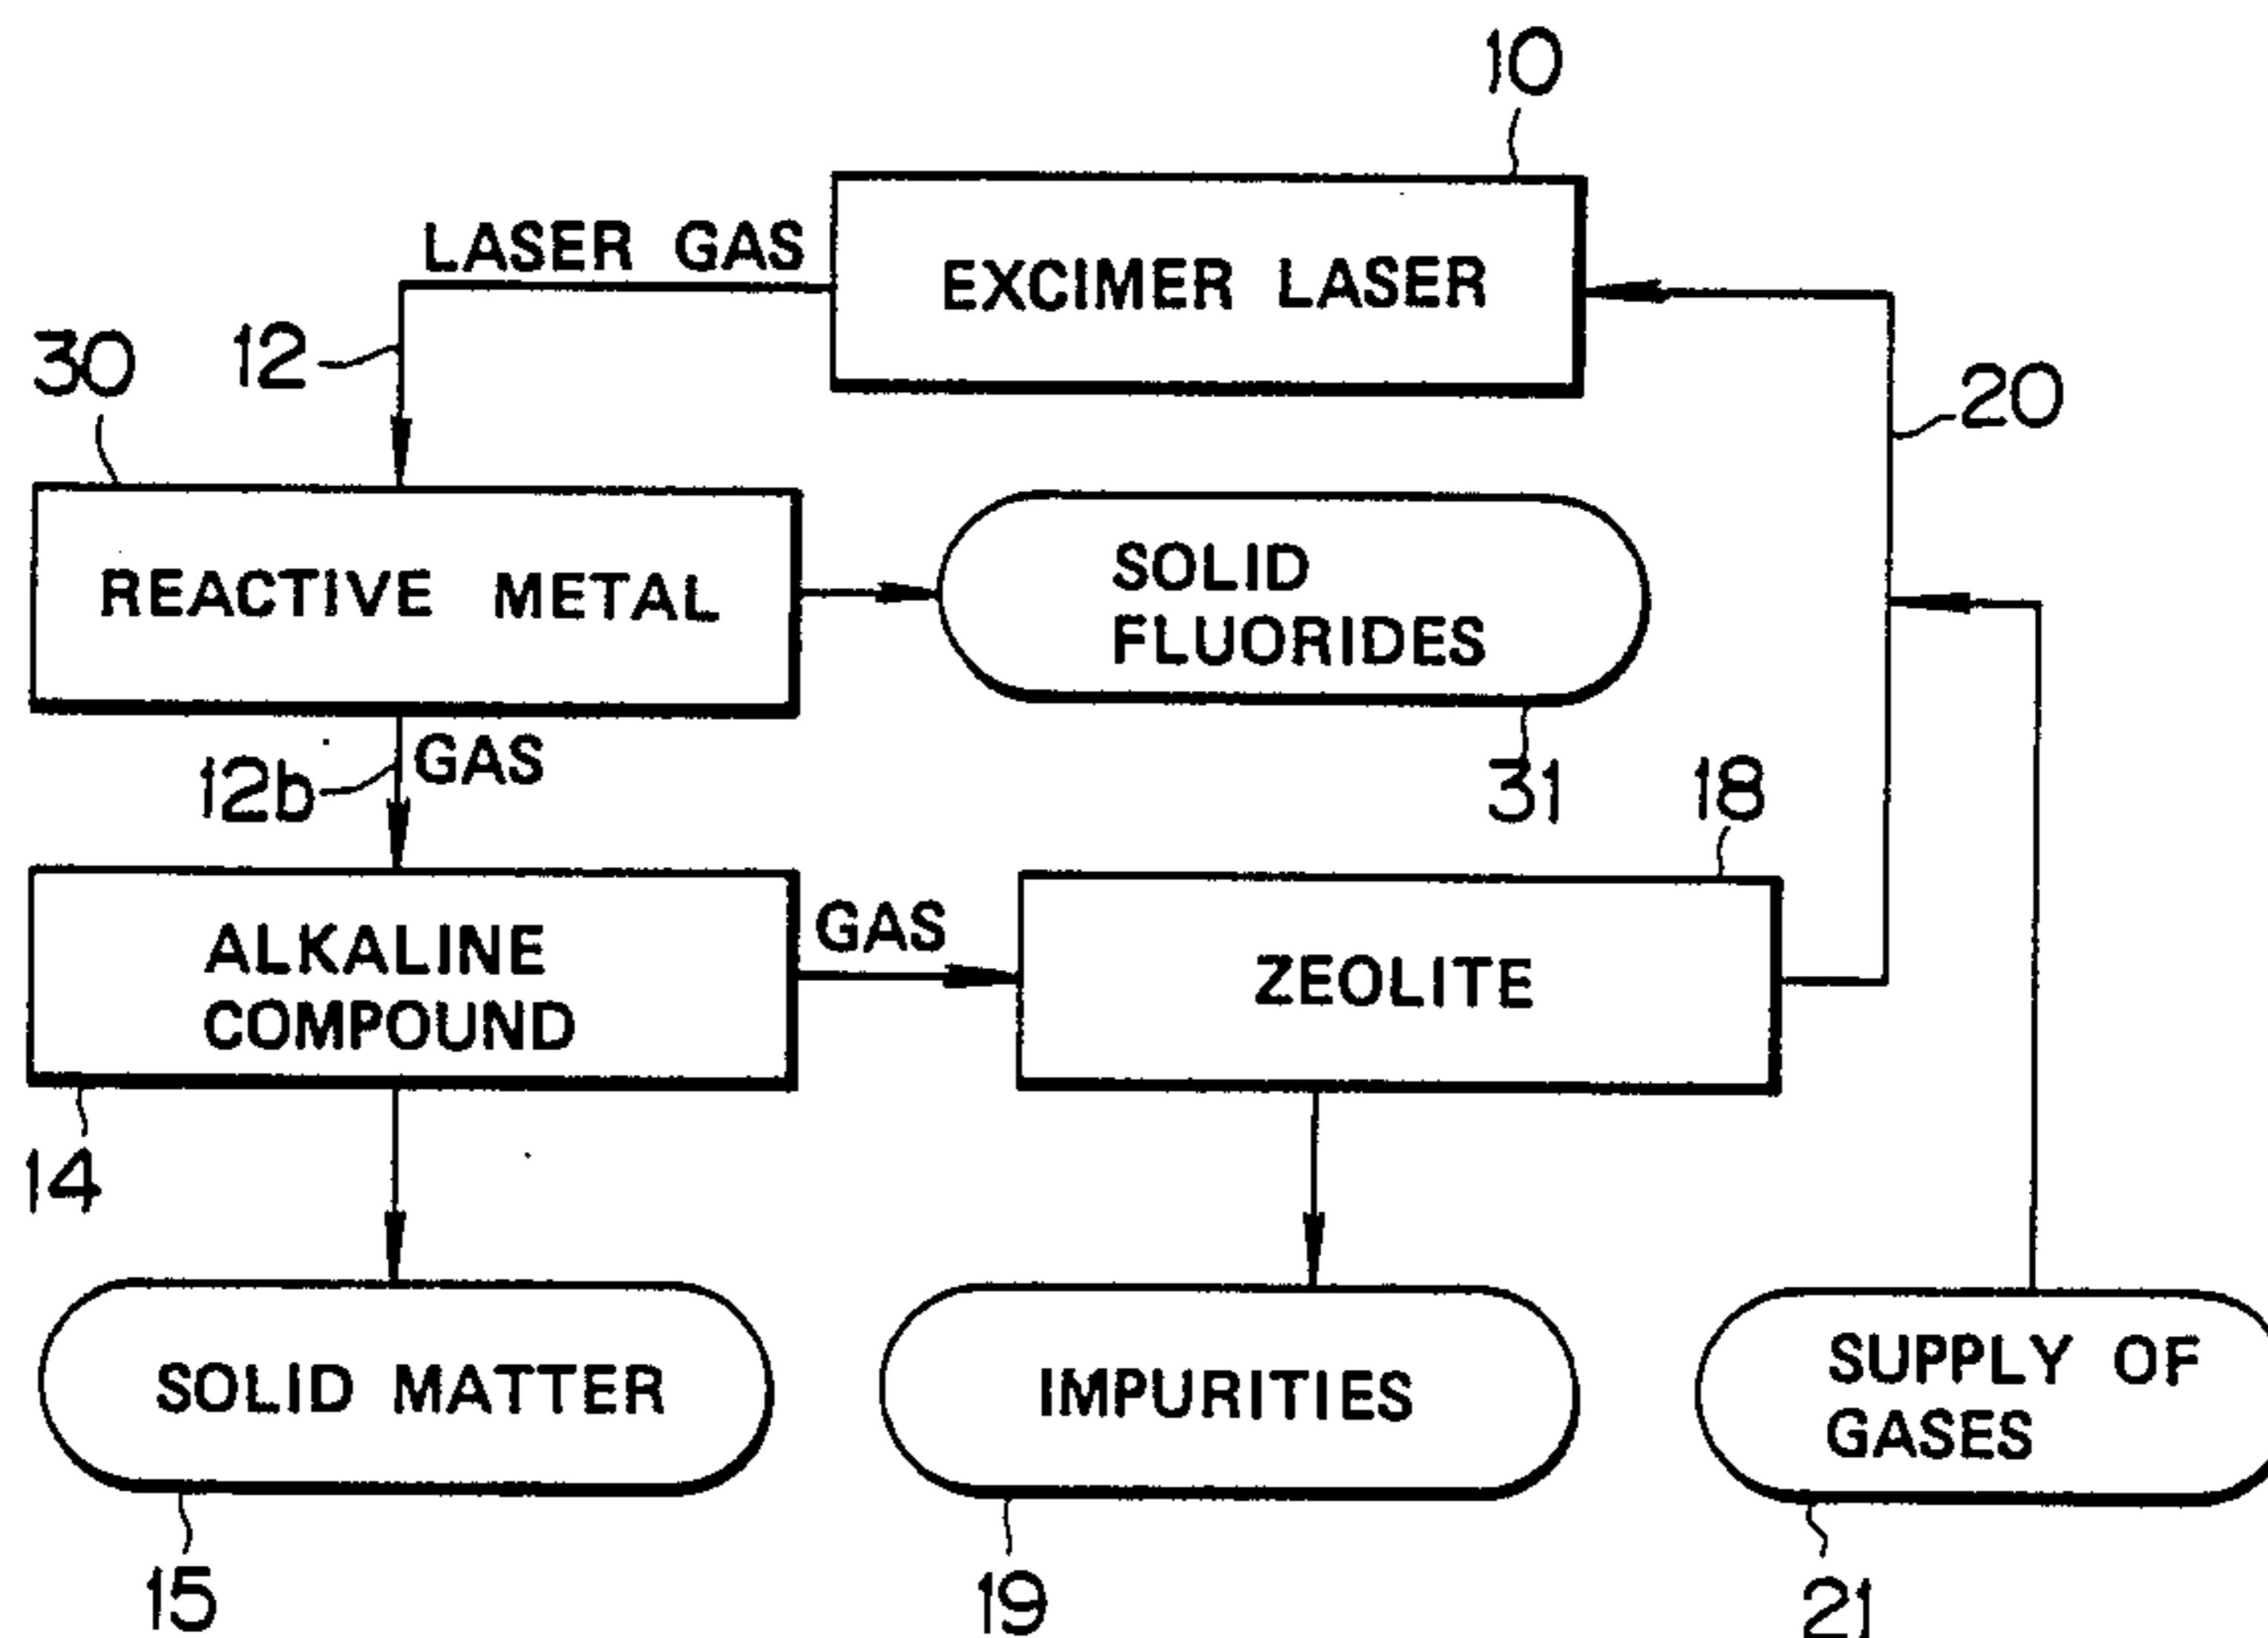 10
LASER GAS
EXCIMER LASER
12
30
20
REACTIVE METAL
SOLID
FLUORIDES
GAS
12b
31
18
ALKALINE
COMPOUND
GAS
ZEOLITE
14
SOLID MATTER
IMPURITIES
SUPPLY OF
GASES
15
19
21